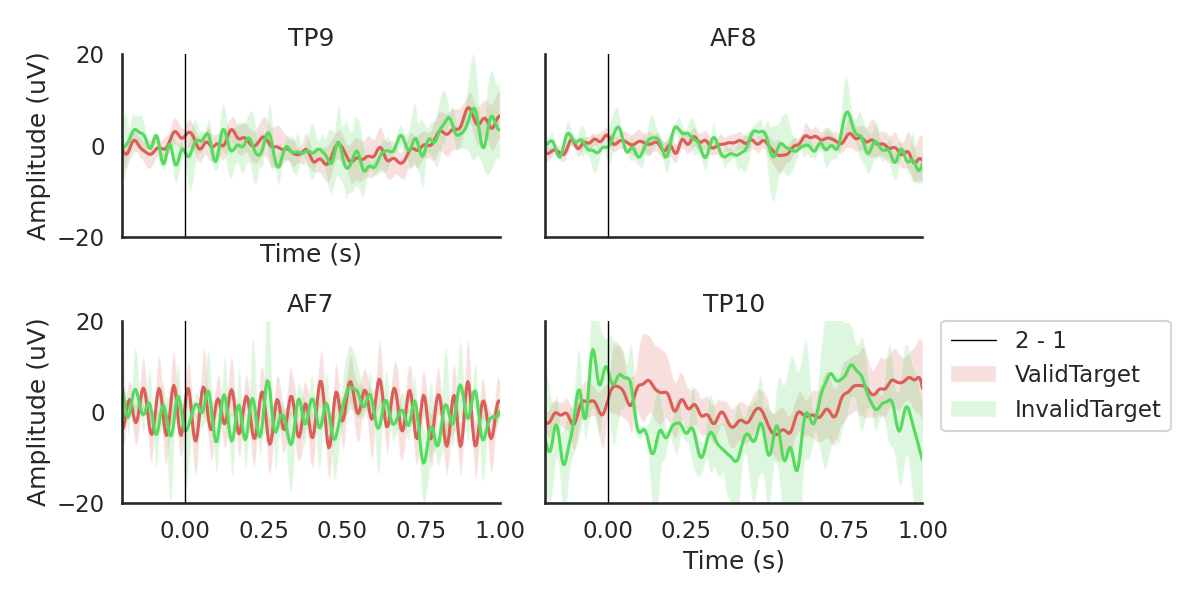 TP9
AF8
Amplitude (uV)
20
0
−20
Time (s)
AF7
TP10
Amplitude (uV)
20
0
−20
0.00 0.25 0.50 0.75 1.00
0.00 0.25 0.50 0.75 1.00
Time (s)
2 - 1
ValidTarget
InvalidTarget